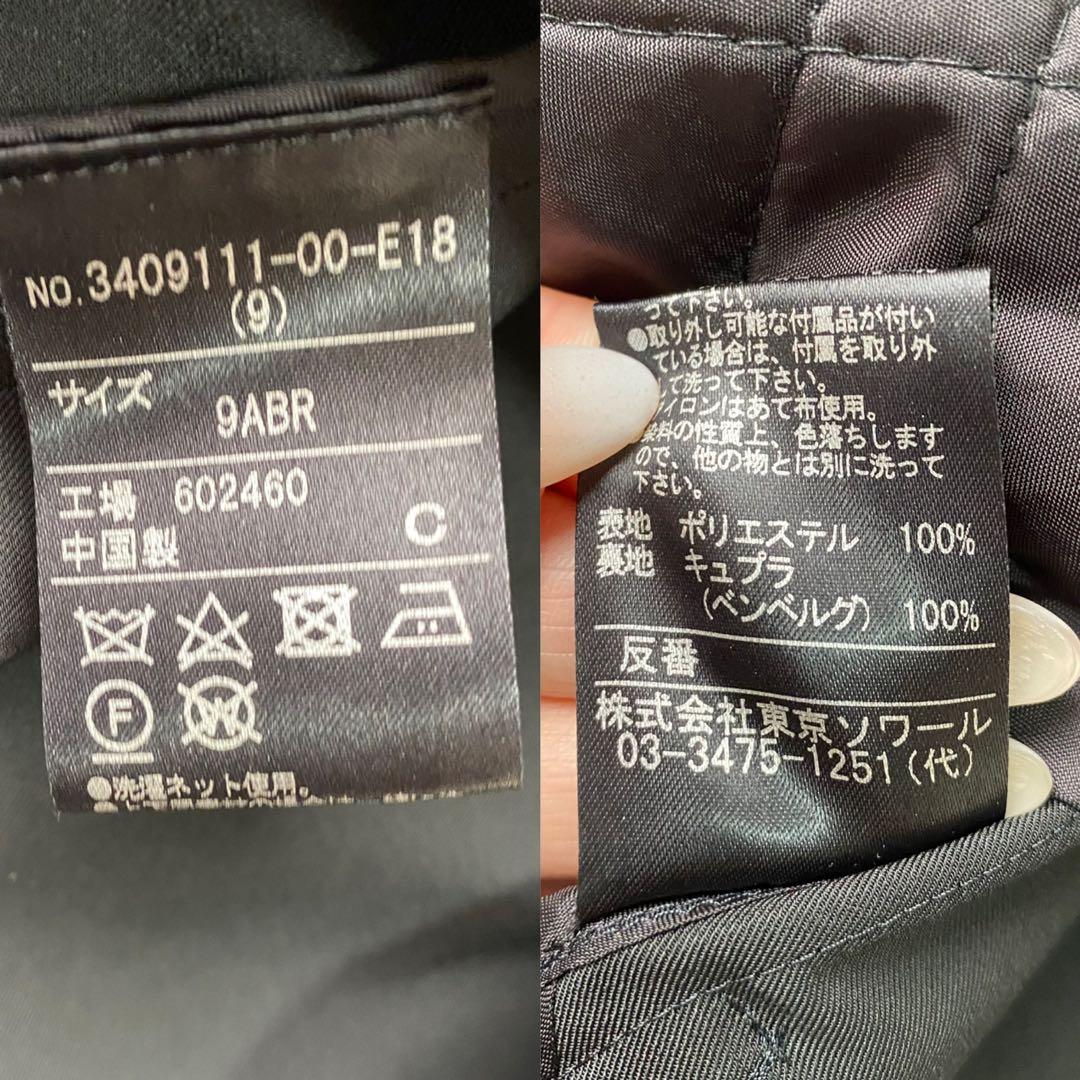 NO.3409111-00-E18
(9)
サイズ
9ABR
工場 602460
中国製
C
F
W
●洗濯ネット使用。
って下さい。
●取り外し可能な付属品が付い
ている場合は、付属を取り外
て洗って下さい。
イロンはあて布使用。
染料の性質上、色落ちします
ので、他の物とは別に洗って
下さい。
表地 ポリエステル 100%
裏地 キュプラ
(ベンベルグ) 100%
反番
株式会社東京ソワール
03-3475-1251(代)